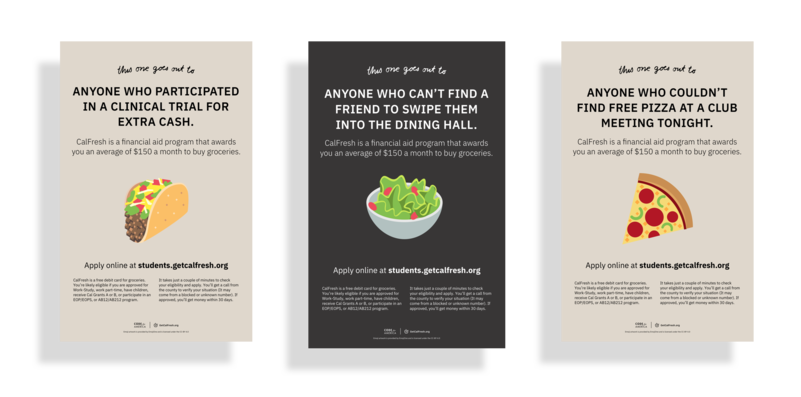 this one goes out to
ANYONE WHO PARTICIPATED
IN A CLINICAL TRIAL FOR
EXTRA CASH.
CalFresh is a financial aid program that awards
you an average of $150 a month to buy groceries.
Apply online at students.getcalfresh.org
CalFresh is a free debit card for groceries.
You're likely eligible if you are approved for
Work-Study, work part-time, have children,
receive Cal Grants A or B, or participate in an
EOP/EOPS, or AB12/AB212 program.
It takes just a couple of minutes to check
your eligibility and apply. You'll get a call from
the county to verify your situation (it may
come from a blocked or unknown number). If
approved, you'll get money within 30 days.
GetCalFresh.org
this one goes out to
ANYONE WHO CAN'T FIND A
FRIEND TO SWIPE THEM
INTO THE DINING HALL.
CalFresh is a financial aid program that awards
you an average of $150 a month to buy groceries.
Apply online at students.getcalfresh.org
CalFresh is a free debit card for groceries.
You're likely eligible if you are approved for
Work-Study, work part-time, have children,
receive Cal Grants A or B, or participate in an
EOP/EOPS, or AB12/AB212 program.
It takes just a couple of minutes to check
your eligibility and apply. You'll get a call from
the county to verify your situation (it may
come from a blocked or unknown number). If
approved, you'll get money within 30 days.
GetCalFresh.org
this one goes out to
ANYONE WHO COULDN'T
FIND FREE PIZZA AT A CLUB
MEETING TONIGHT.
CalFresh is a financial aid program that awards
you an average of $150 a month to buy groceries.
Apply online at students.getcalfresh.org
CalFresh is a free debit card for groceries.
You're likely eligible if you are approved for
Work-Study, work part-time, have children,
receive Cal Grants A or B, or participate in an
EOP/EOPS, or AB12/AB212 program.
It takes just a couple of minutes to check
your eligibility and apply. You'll get a call from
the county to verify your situation (it may
come from a blocked or unknown number). If
approved, you'll get money within 30 days.
GetCalFresh.org